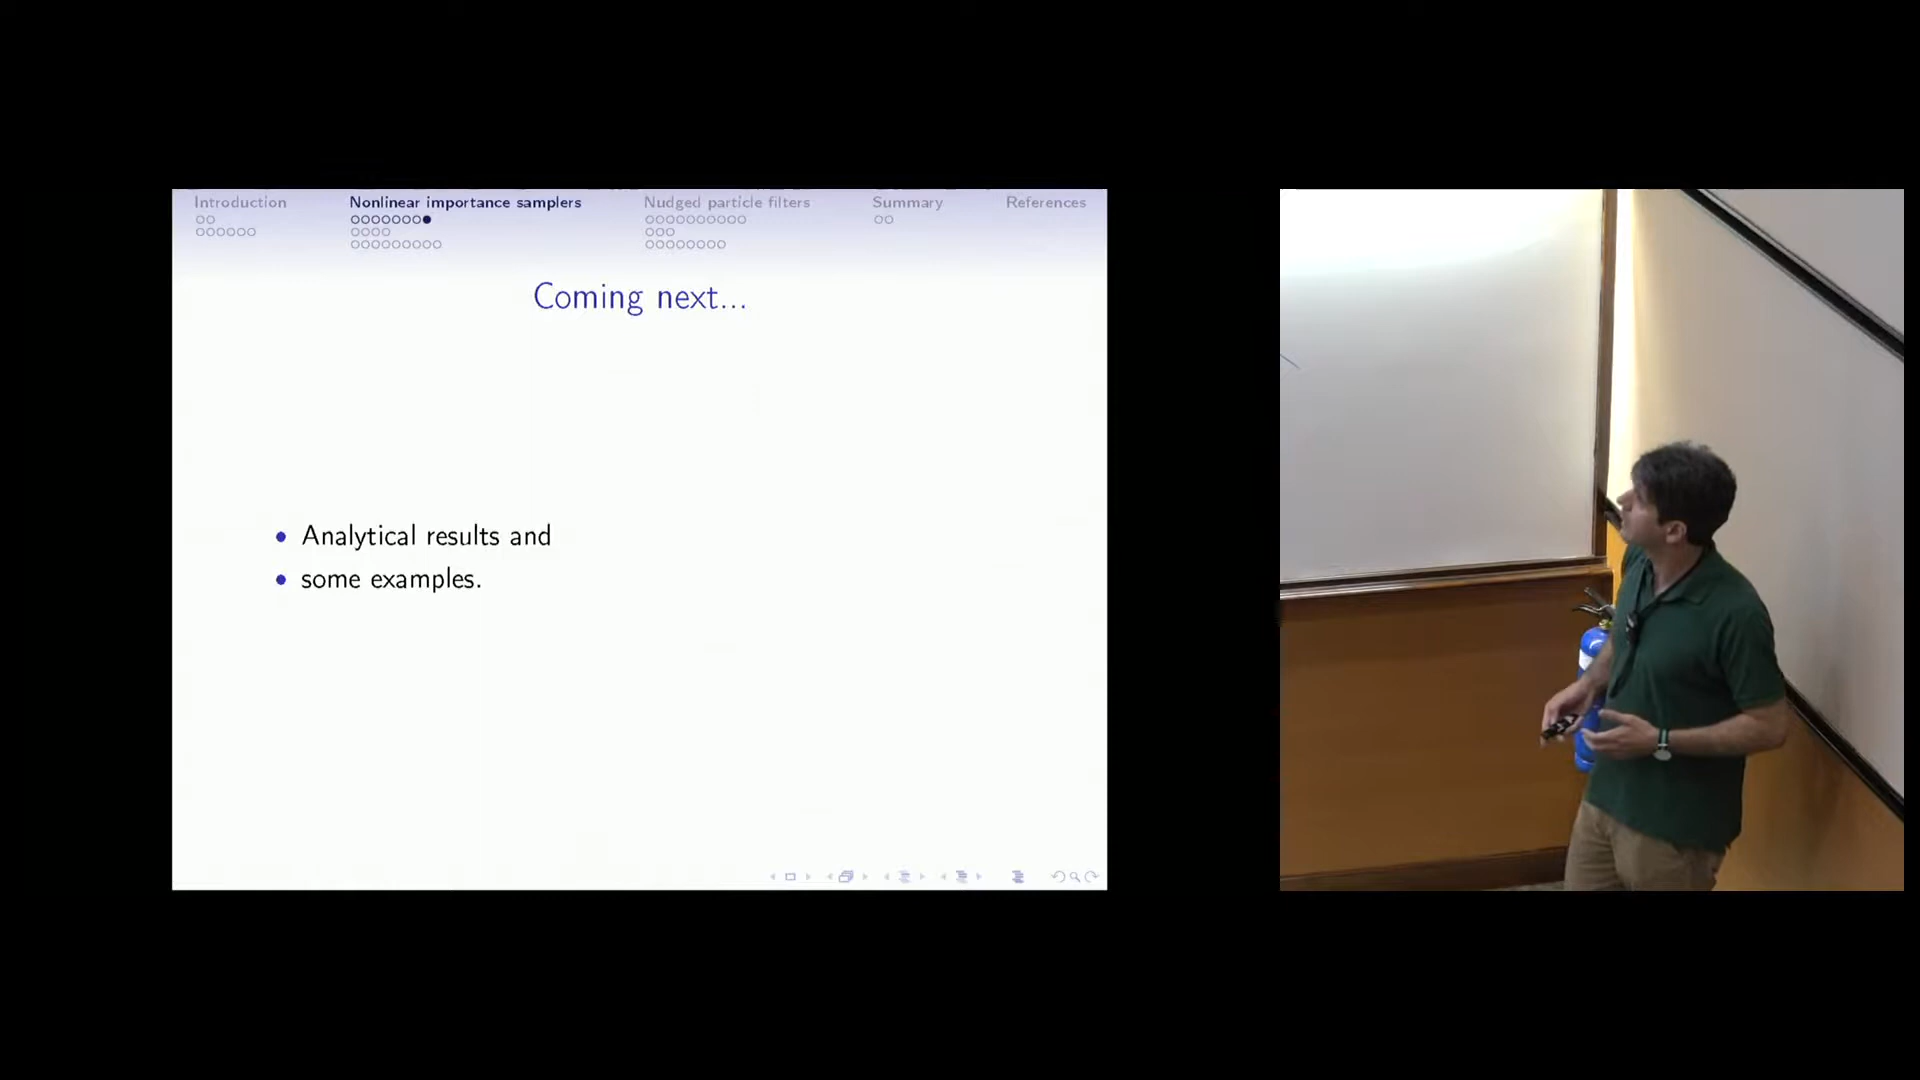 Introduction Nonlinear importance samplers Nudged particle filters Summary References
Coming next...
Analytical results and
some examples.